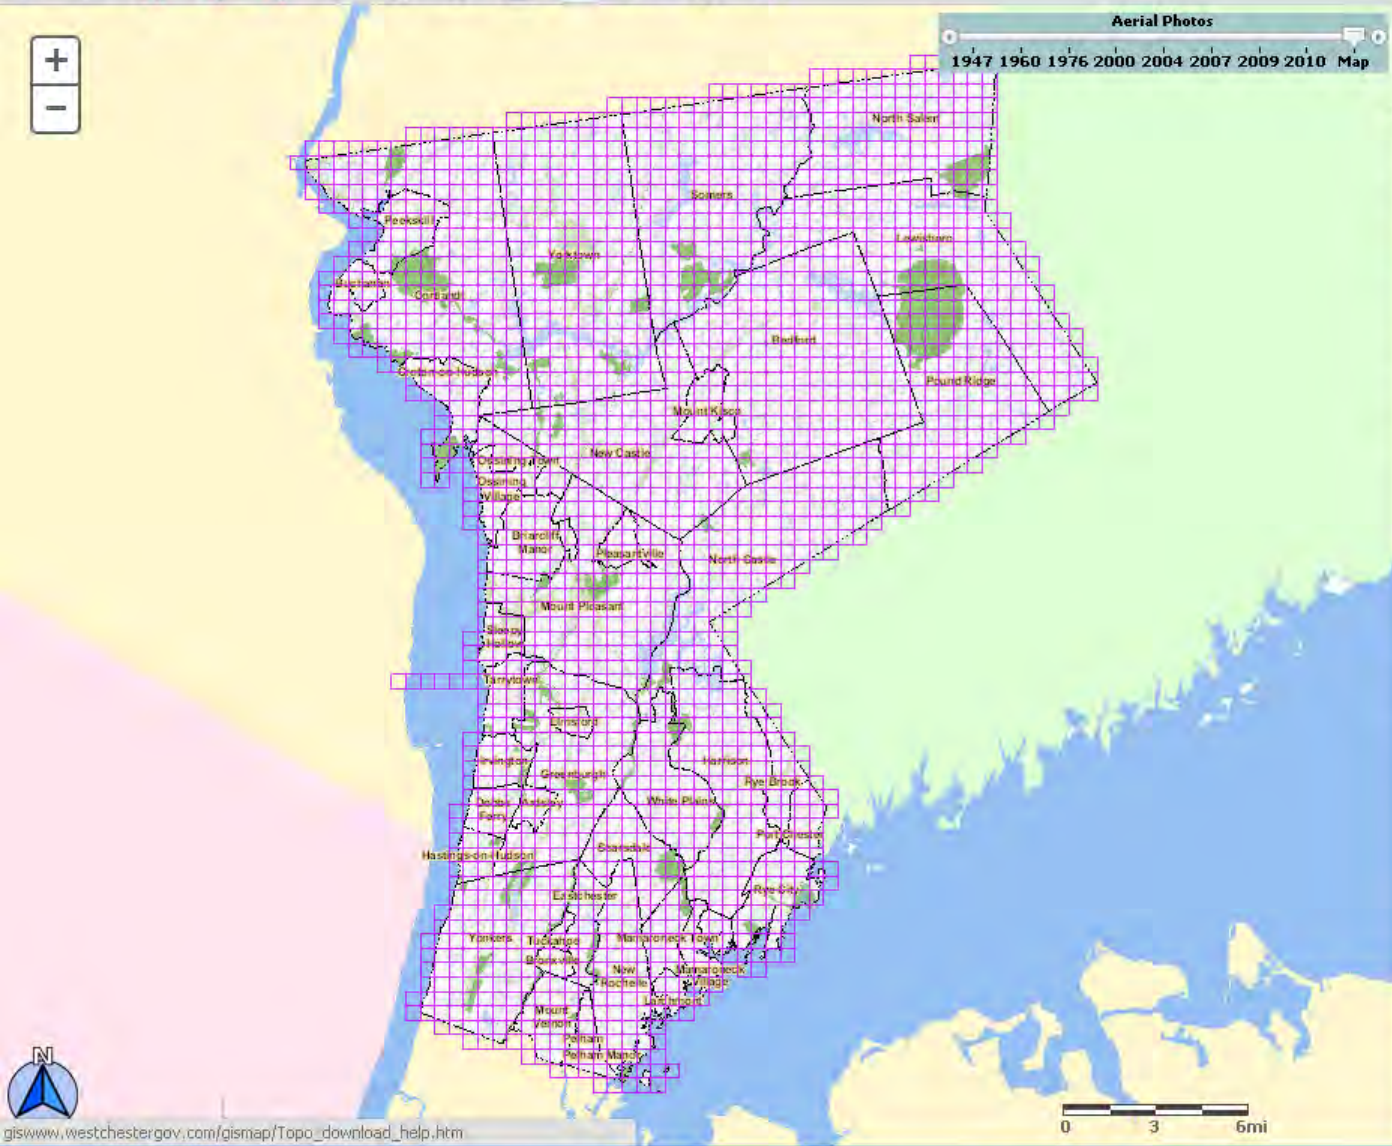 +
−
Aerial Photos
1947 1960 1976 2000 2004 2007 2009 2010 Map
North Salem
Somers
Peekskill
Lewisboro
Yorktown
Buchanan
Cortlandt
Bedford
Croton-on-Hudson
Pound Ridge
Mount Kisco
New Castle
Ossining Town
Ossining
Village
Briarcliff
Manor
Pleasantville
North Castle
Mount Pleasant
Sleepy
Hollow
Tarrytown
Elmsford
Irvington
Harrison
Greenburgh
Rye Brook
Dobbs
Ferry
Ardsley
White Plains
Port Chester
Scarsdale
Hastings-on-Hudson
Rye City
Eastchester
Yonkers
Tuckahoe
Mamaroneck Town
Bronxville
New
Rochelle
Mamaroneck
Village
Larchmont
Mount
Vernon
Pelham
Pelham Manor
N
0 3 6mi
giswww.westchestergov.com/gismap/Topo_download_help.htm